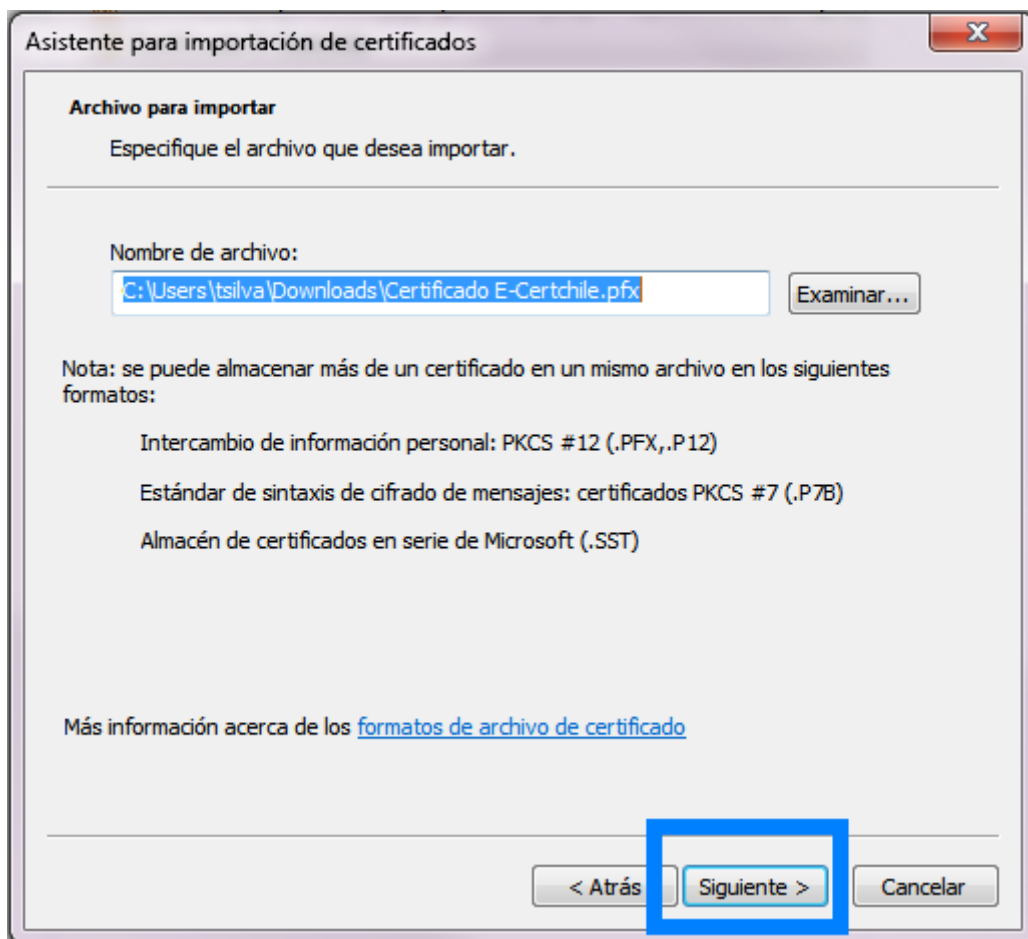 Asistente para importación de certificados
Archivo para importar
Especifique el archivo que desea importar.
Nombre de archivo:
C:\Users\tsilva\Downloads\Certificado E-Certchile.pfx
Examinar...
Nota: se puede almacenar más de un certificado en un mismo archivo en los siguientes
formatos:
Intercambio de información personal: PKCS #12 (.PFX,.P12)
Estándar de sintaxis de cifrado de mensajes: certificados PKCS #7 (.P7B)
Almacén de certificados en serie de Microsoft (.SST)
Más información acerca de los formatos de archivo de certificado
< Atrás Siguiente > Cancelar